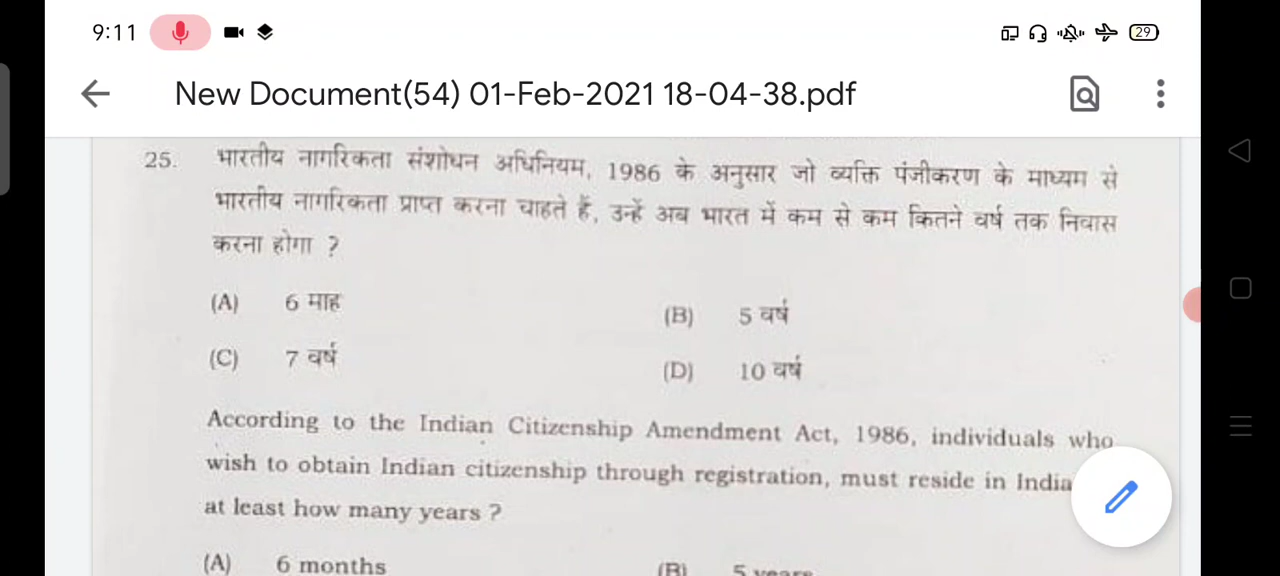 9:11
29
New Document(54) 01-Feb-2021 18-04-38.pdf
25. भारतीय नागरिकता संशोधन अधिनियम, 1986 के अनुसार जो व्यक्ति पंजीकरण के माध्यम से
भारतीय नागरिकता प्राप्त करना चाहते हैं, उन्हें अब भारत में कम से कम कितने वर्ष तक निवास
करना होगा ?
(A) 6 माह
(B) 5 वर्ष
(C) 7 वर्ष
(D) 10 वर्ष
According to the Indian Citizenship Amendment Act, 1986, individuals who
wish to obtain Indian citizenship through registration, must reside in India
at least how many years ?
(A) 6 months
(B) 5 years